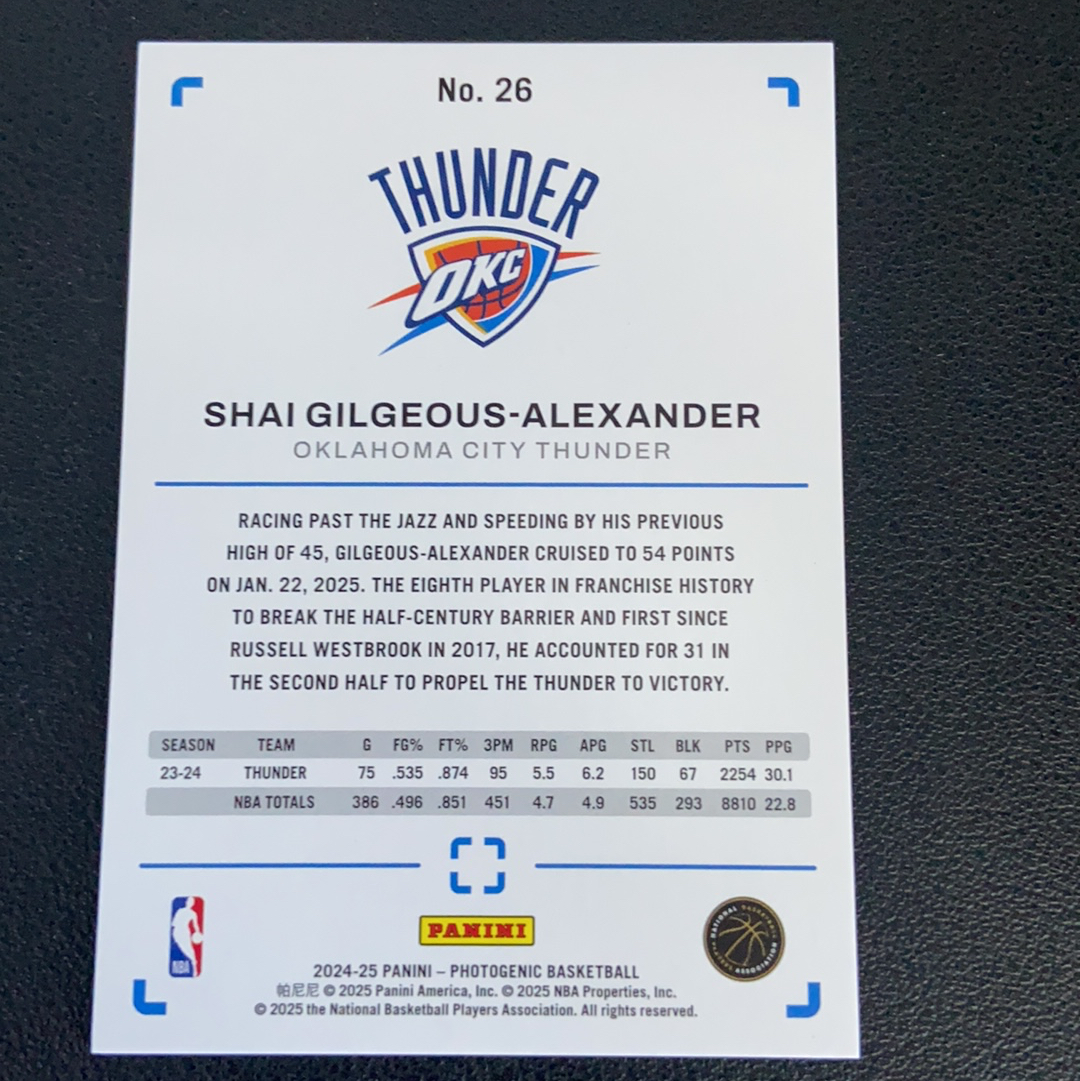 No. 26
THUNDER
OKC
SHAI GILGEOUS-ALEXANDER
OKLAHOMA CITY THUNDER
RACING PAST THE JAZZ AND SPEEDING BY HIS PREVIOUS
HIGH OF 45, GILGEOUS-ALEXANDER CRUISED TO 54 POINTS
ON JAN. 22, 2025. THE EIGHTH PLAYER IN FRANCHISE HISTORY
TO BREAK THE HALF-CENTURY BARRIER AND FIRST SINCE
RUSSELL WESTBROOK IN 2017, HE ACCOUNTED FOR 31 IN
THE SECOND HALF TO PROPEL THE THUNDER TO VICTORY.
SEASON TEAM G FG% FT% 3PM RPG APG STL BLK PTS PPG
23-24 THUNDER 75 .535 .874 95 5.5 6.2 150 67 2254 30.1
NBA TOTALS 386 .496 .851 451 4.7 4.9 535 293 8810 22.8
NBA
PANINI
NATIONAL BASKETBALL
PLAYERS ASSOCIATION
2024-25 PANINI – PHOTOGENIC BASKETBALL
帕尼尼 © 2025 Panini America, Inc. © 2025 NBA Properties, Inc.
© 2025 the National Basketball Players Association. All rights reserved.